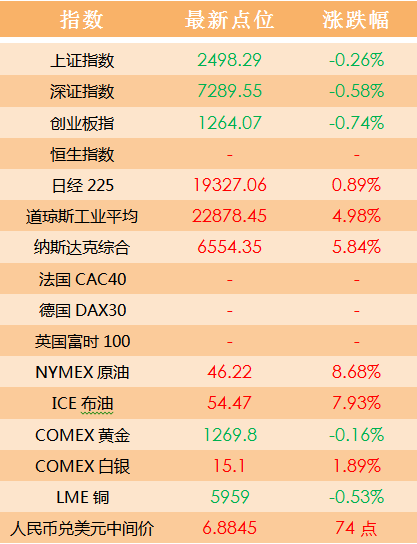 指数 最新点位 涨跌幅
上证指数 2498.29 -0.26%
深证指数 7289.55 -0.58%
创业板指 1264.07 -0.74%
恒生指数 - -
日经 225 19327.06 0.89%
道琼斯工业平均 22878.45 4.98%
纳斯达克综合 6554.35 5.84%
法国 CAC40 - -
德国 DAX30 - -
英国富时 100 - -
NYMEX 原油 46.22 8.68%
ICE 布油 54.47 7.93%
COMEX 黄金 1269.8 -0.16%
COMEX 白银 15.1 1.89%
LME 铜 5959 -0.53%
人民币兑美元中间价 6.8845 74 点